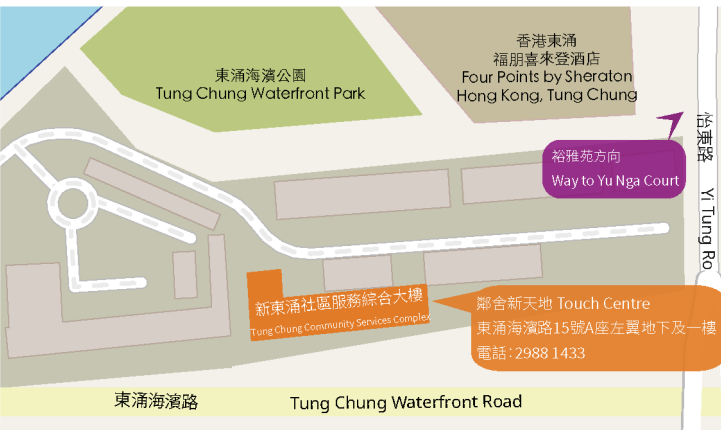 香港東涌
福朋喜來登酒店
Four Points by Sheraton
Hong Kong, Tung Chung
東涌海濱公園
Tung Chung Waterfront Park
怡東路 Yi Tung Ro
裕雅苑方向
Way to Yu Nga Court
新東涌社區服務綜合大樓
Tung Chung Community Services Complex
鄰舍新天地 Touch Centre
東涌海濱路15號A座左翼地下及一樓
電話：2988 1433
東涌海濱路 Tung Chung Waterfront Road